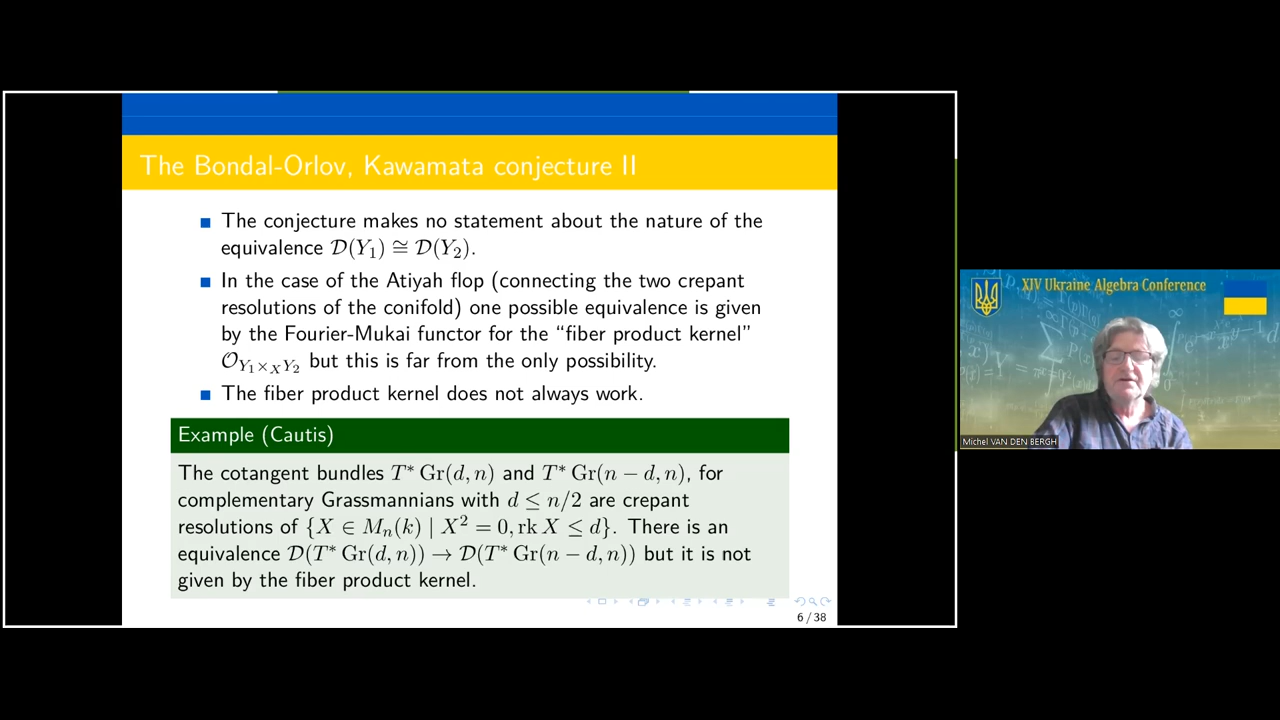 The Bondal-Orlov, Kawamata conjecture II
The conjecture makes no statement about the nature of the
equivalence 𝒟(Y₁) ≅ 𝒟(Y₂).
In the case of the Atiyah flop (connecting the two crepant
resolutions of the conifold) one possible equivalence is given
by the Fourier-Mukai functor for the “fiber product kernel”
𝒪_{Y₁×_X Y₂} but this is far from the only possibility.
The fiber product kernel does not always work.
Example (Cautis)
The cotangent bundles T* Gr(d, n) and T* Gr(n − d, n), for
complementary Grassmannians with d ≤ n/2 are crepant
resolutions of {X ∈ Mₙ(k) | X² = 0, rk X ≤ d}. There is an
equivalence 𝒟(T* Gr(d, n)) → 𝒟(T* Gr(n − d, n)) but it is not
given by the fiber product kernel.
6 / 38
XIV Ukraine Algebra Conference
Michel VAN DEN BERGH